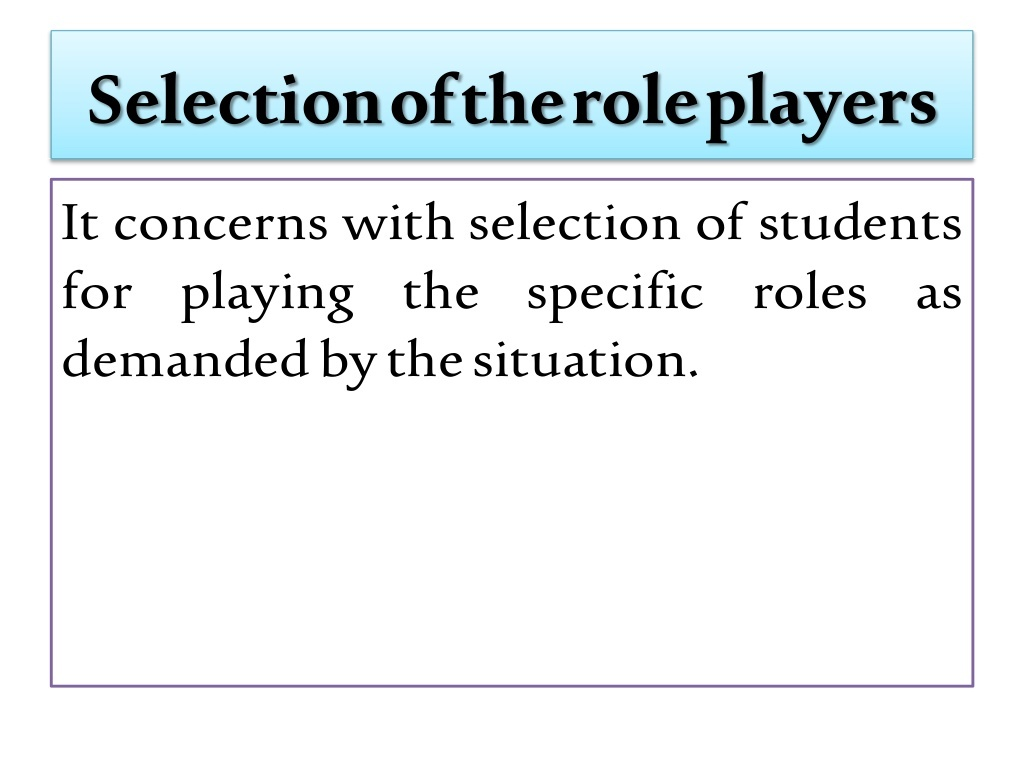 Selection of the role players
It concerns with selection of students
for playing the specific roles as
demanded by the situation.